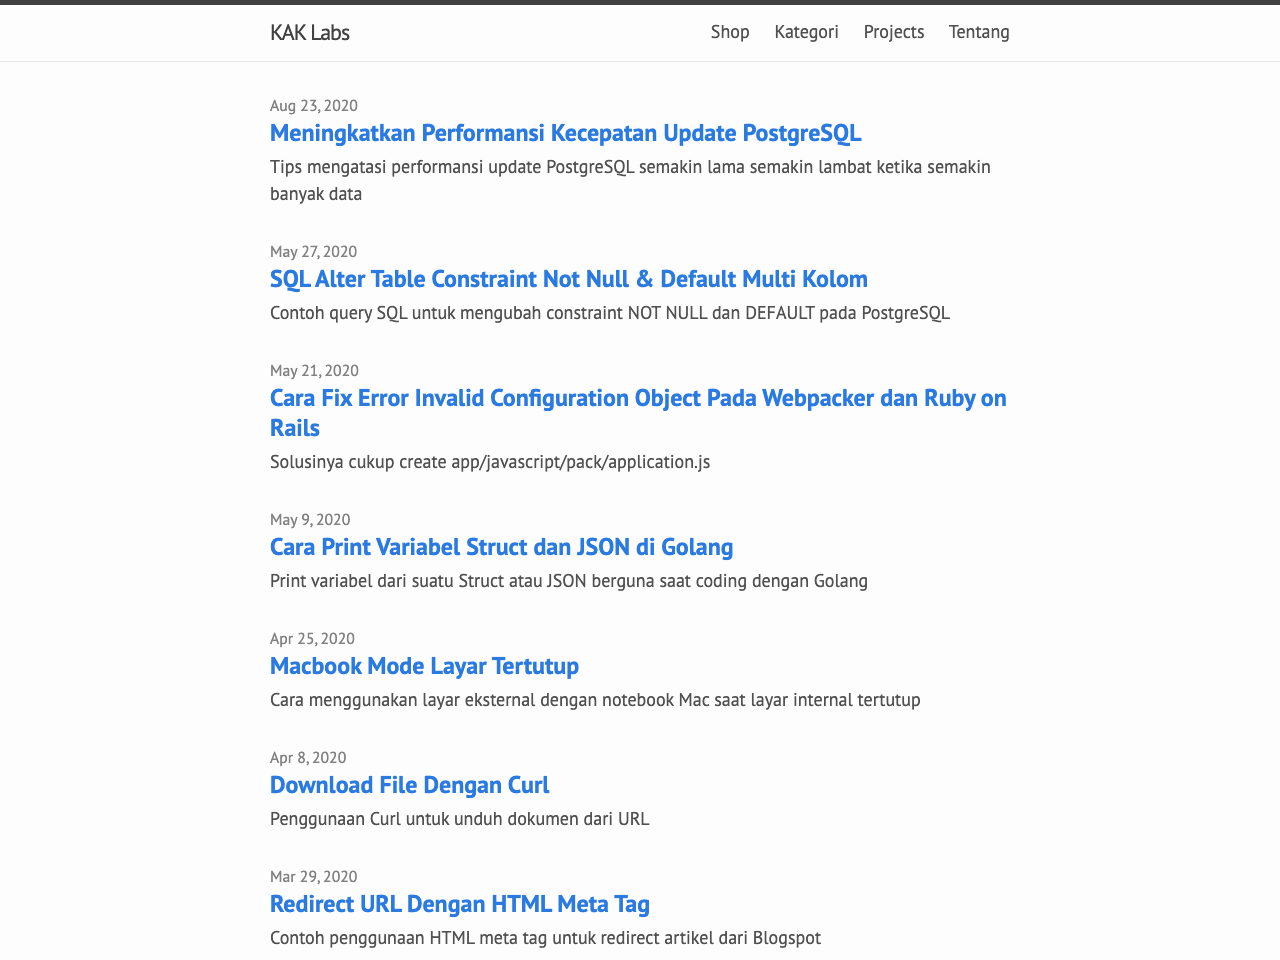 KAK Labs
Shop Kategori Projects Tentang
Aug 23, 2020
Meningkatkan Performansi Kecepatan Update PostgreSQL
Tips mengatasi performansi update PostgreSQL semakin lama semakin lambat ketika semakin
banyak data
May 27, 2020
SQL Alter Table Constraint Not Null & Default Multi Kolom
Contoh query SQL untuk mengubah constraint NOT NULL dan DEFAULT pada PostgreSQL
May 21, 2020
Cara Fix Error Invalid Configuration Object Pada Webpacker dan Ruby on
Rails
Solusinya cukup create app/javascript/pack/application.js
May 9, 2020
Cara Print Variabel Struct dan JSON di Golang
Print variabel dari suatu Struct atau JSON berguna saat coding dengan Golang
Apr 25, 2020
Macbook Mode Layar Tertutup
Cara menggunakan layar eksternal dengan notebook Mac saat layar internal tertutup
Apr 8, 2020
Download File Dengan Curl
Penggunaan Curl untuk unduh dokumen dari URL
Mar 29, 2020
Redirect URL Dengan HTML Meta Tag
Contoh penggunaan HTML meta tag untuk redirect artikel dari Blogspot